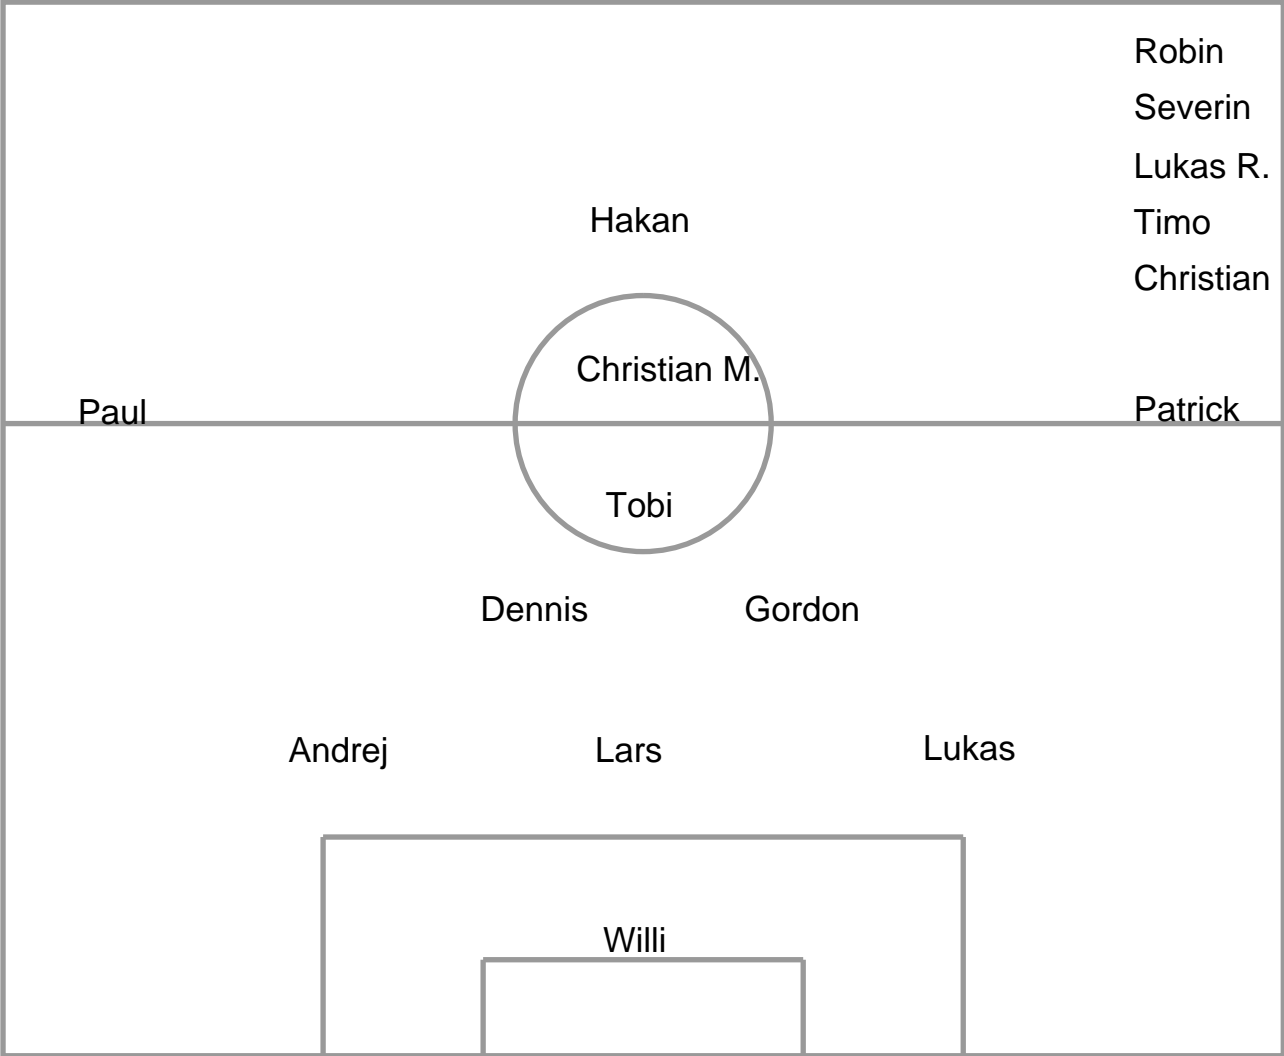 Robin
Severin
Lukas R.
Hakan
Timo
Christian
Christian M.
Paul
Patrick
Tobi
Dennis
Gordon
Andrej
Lars
Lukas
Willi